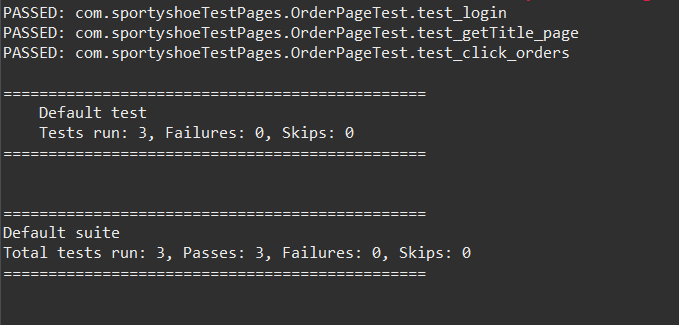 PASSED: com.sportyshoeTestPages.OrderPageTest.test_login
PASSED: com.sportyshoeTestPages.OrderPageTest.test_getTitle_page
PASSED: com.sportyshoeTestPages.OrderPageTest.test_click_orders
===============================================
Default test
Tests run: 3, Failures: 0, Skips: 0
===============================================
===============================================
Default suite
Total tests run: 3, Passes: 3, Failures: 0, Skips: 0
===============================================